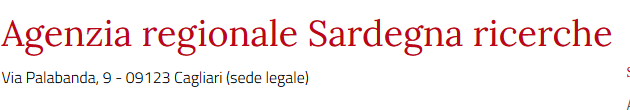 Agenzia regionale Sardegna ricerche
Via Palabanda, 9 - 09123 Cagliari (sede legale)